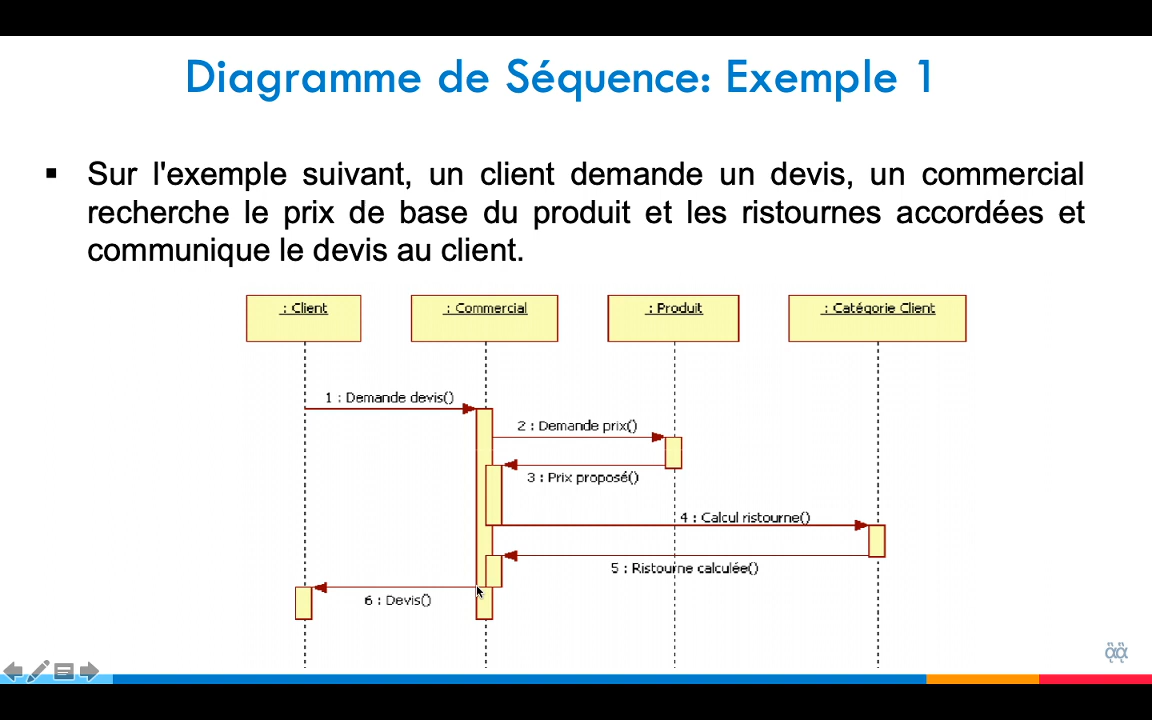 Diagramme de Séquence: Exemple 1
▪ Sur l'exemple suivant, un client demande un devis, un commercial
recherche le prix de base du produit et les ristournes accordées et
communique le devis au client.
: Client
: Commercial
: Produit
: Catégorie Client
1 : Demande devis()
2 : Demande prix()
3 : Prix proposé()
4 : Calcul ristourne()
5 : Ristourne calculée()
6 : Devis()